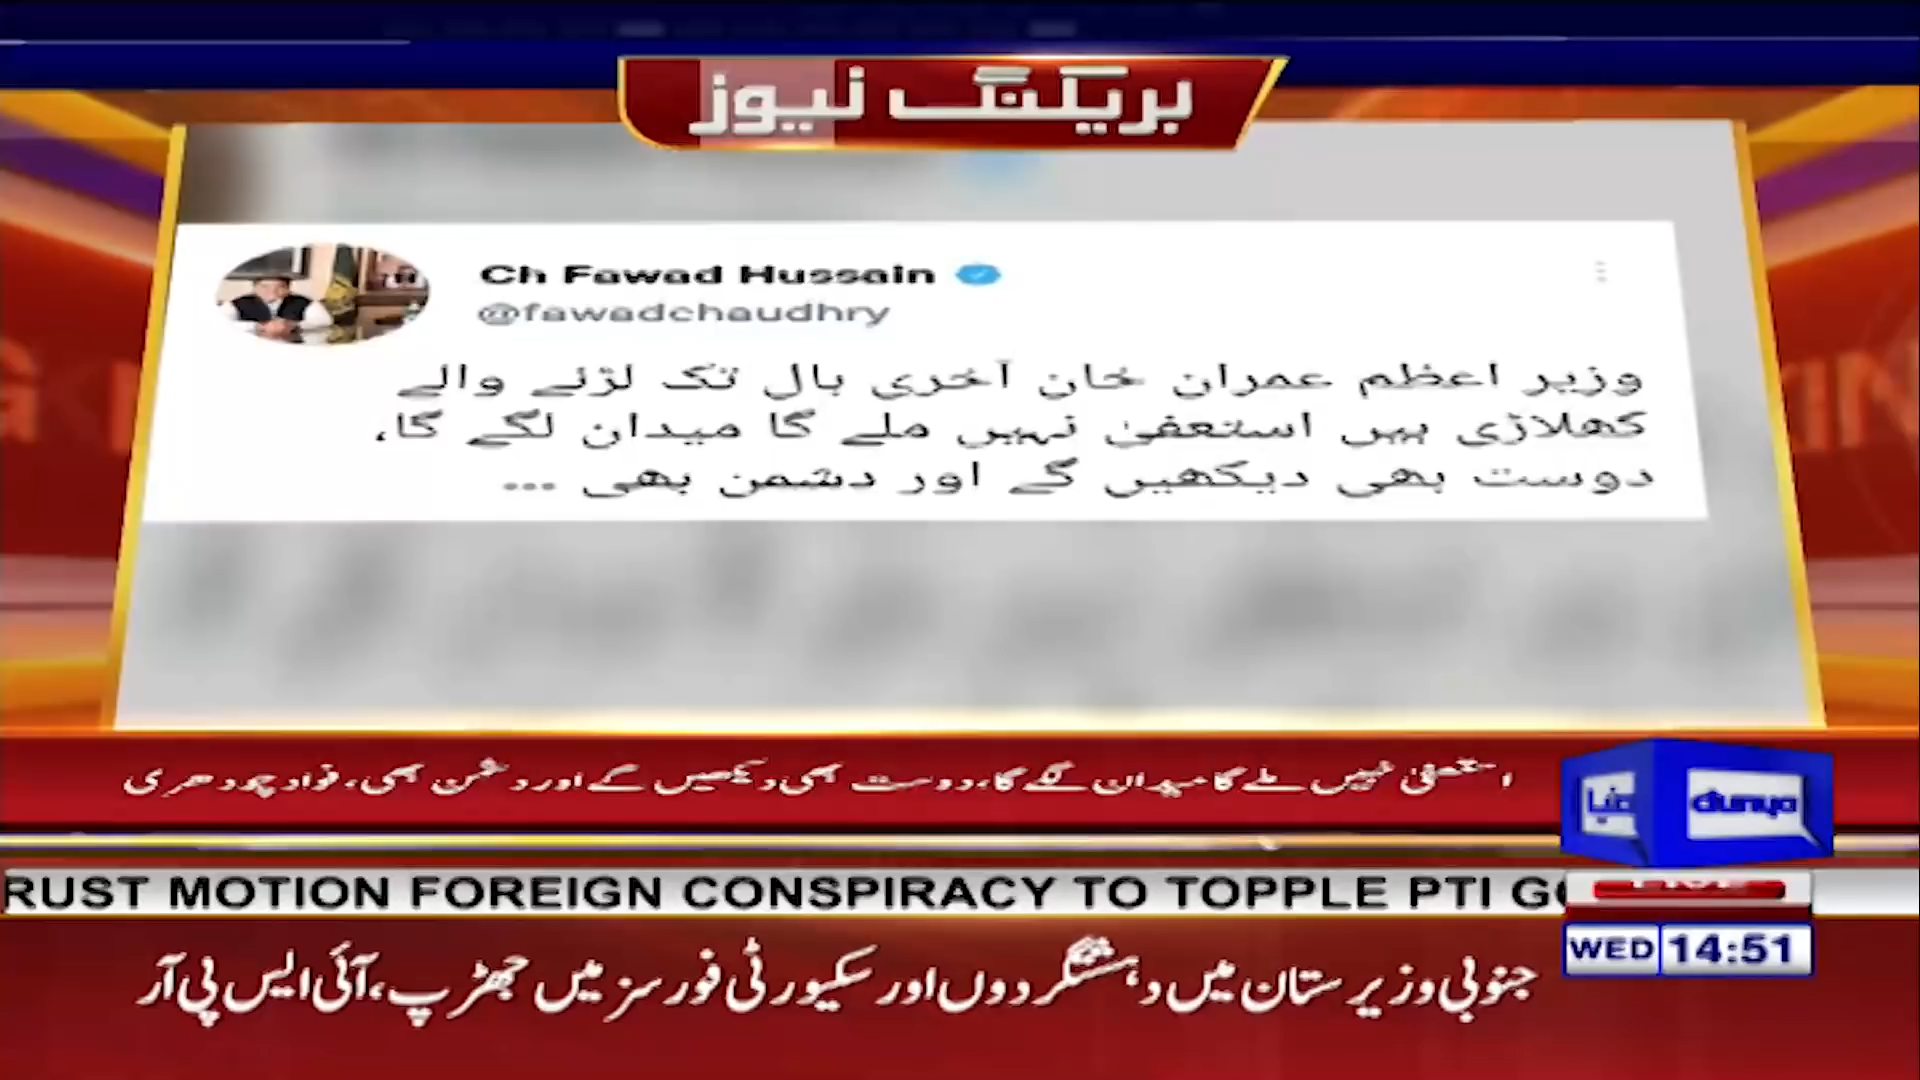 بریکنگ نیوز
Ch Fawad Hussain
@fawadchaudhry
وزیر اعظم عمران خان آخری بال تک لڑنے والے
کھلاڑی ہیں استعفیٰ نہیں ملے گا میدان لگے گا،
دوست بھی دیکھیں گے اور دشمن بھی ...
استعفیٰ نہیں ملے گا میدان لگے گا، دوست بھی دیکھیں گے اور دشمن بھی، فواد چودھری
دنیا
dunya
RUST MOTION FOREIGN CONSPIRACY TO TOPPLE PTI GO
WED 14:51
جنوبی وزیرستان میں دہشتگردوں اور سکیورٹی فورسز میں جھڑپ، آئی ایس پی آر